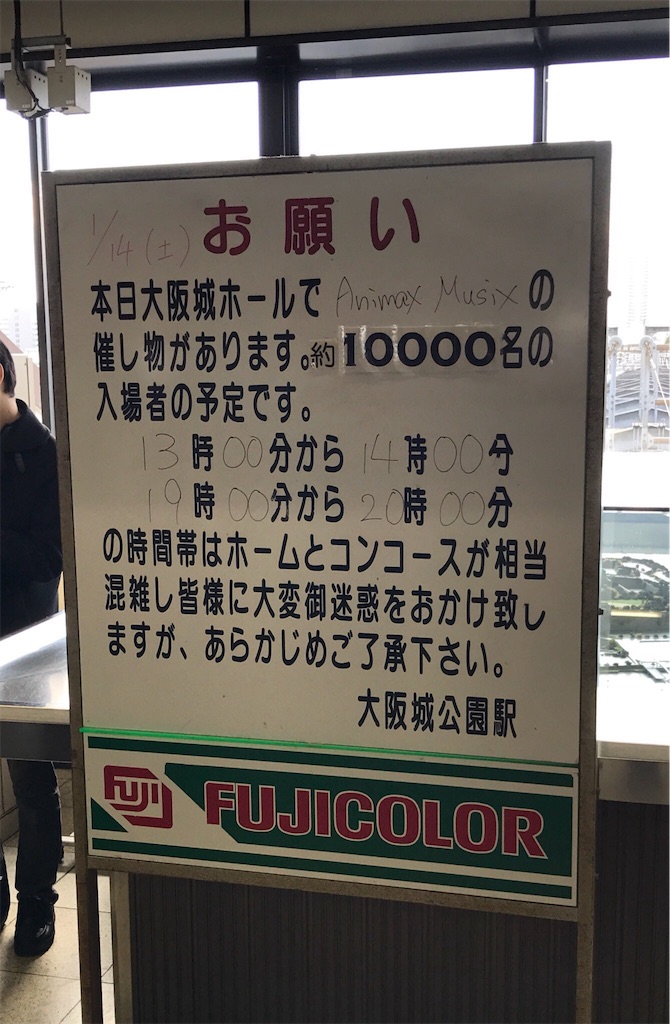 1/14(土) お願い
本日大阪城ホールで Animax Musixの
催し物があります。約10000名の
入場者の予定です。
13時00分から14時00分
19時00分から20時00分
の時間帯はホームとコンコースが相当
混雑し皆様に大変御迷惑をおかけ致し
ますが、あらかじめご了承下さい。
大阪城公園駅
FUJI FUJICOLOR